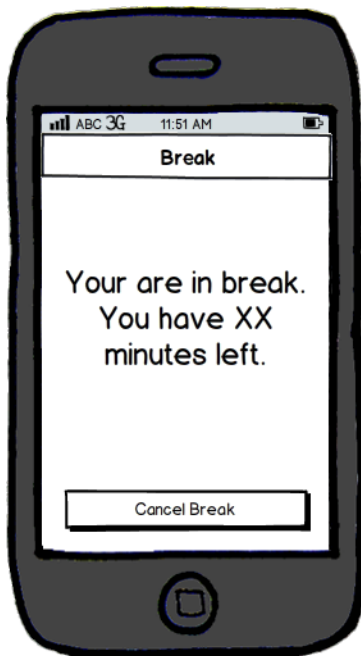 ABC 3G 11:51 AM
Break
Your are in break.
You have XX
minutes left.
Cancel Break